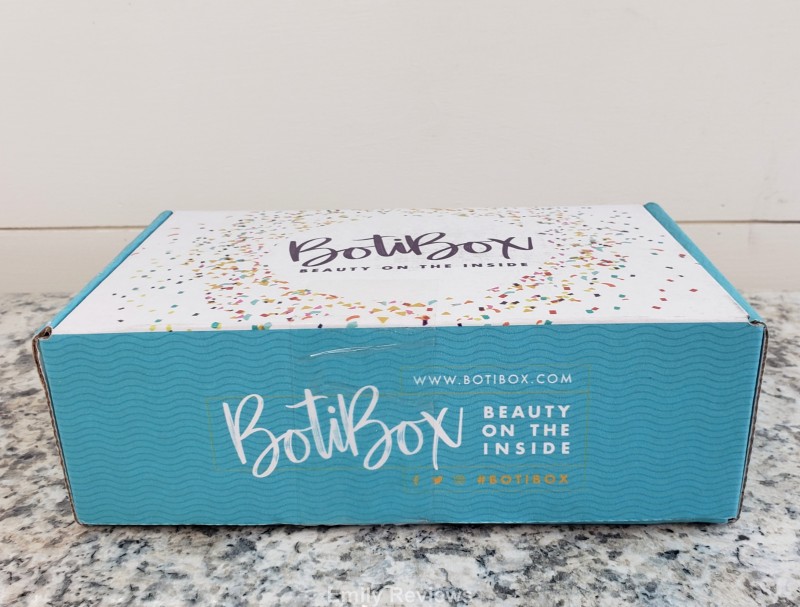 BotiBox
BEAUTY ON THE INSIDE
WWW.BOTIBOX.COM
BotiBox
BEAUTY
ON THE
INSIDE
#BOTIBOX
Emily Reviews